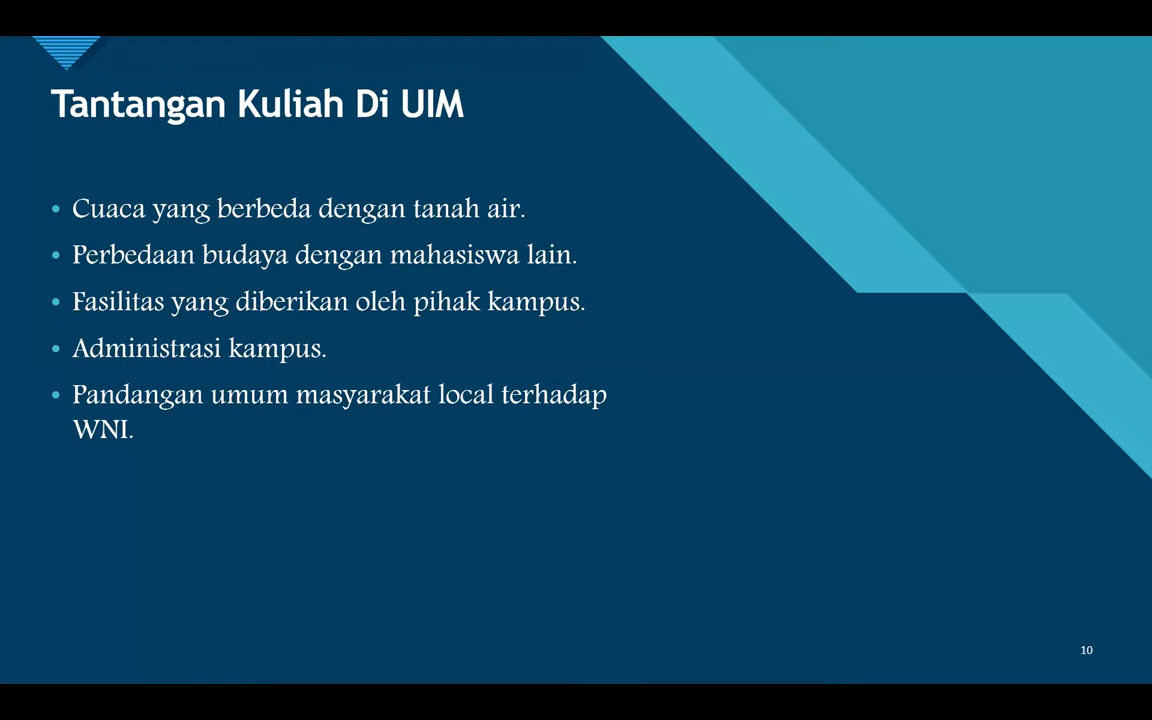 Tantangan Kuliah Di UIM
• Cuaca yang berbeda dengan tanah air.
• Perbedaan budaya dengan mahasiswa lain.
• Fasilitas yang diberikan oleh pihak kampus.
• Administrasi kampus.
• Pandangan umum masyarakat local terhadap
WNI.
10